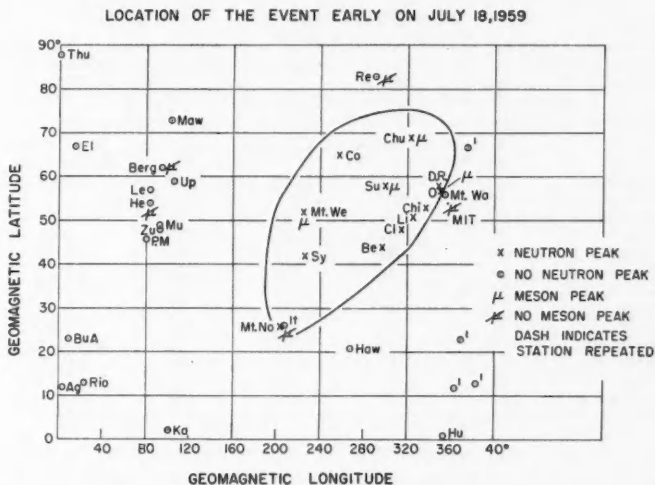 LOCATION OF THE EVENT EARLY ON JULY 18, 1959
90°
80
70
60
50
40
30
20
10
0
GEOMAGNETIC LATITUDE
0 40 80 120 160 200 240 280 320 40°
GEOMAGNETIC LONGITUDE
Thu
Re
μ
Maw
El
Chu μ
Co
Berg μ
Up
Le
He
μ
Mu
Zu
P.M
Su μ
D.R.
O
μ
Mt. Wa
Mt. We
μ
Chi
Li
μ
MIT
Cl
Be
Sy
Mt. No
It
μ
BuA
Haw
Ag
Rio
Ka
Hu
× NEUTRON PEAK
NO NEUTRON PEAK
μ MESON PEAK
μ NO MESON PEAK
DASH INDICATES
STATION REPEATED